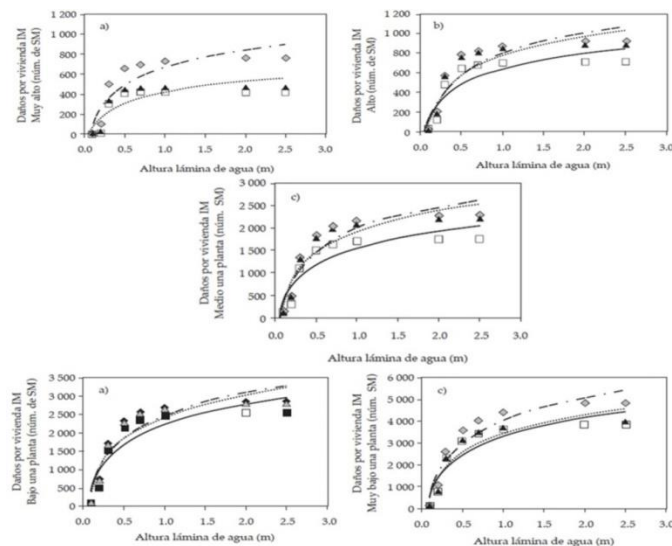 a)
Daños por vivienda IM
Muy alto (núm. de SM)
1 200
1 000
800
600
400
200
0
0.0 0.5 1.0 1.5 2.0 2.5 3.0
Altura lámina de agua (m)
b)
Daños por vivienda IM
Alto (núm. de SM)
1 200
1 000
800
600
400
200
0
0.0 0.5 1.0 1.5 2.0 2.5 3.0
Altura lámina de agua (m)
c)
Daños por vivienda IM
Medio una planta (núm. SM)
3 000
2 500
2 000
1 500
1 000
500
0
0.0 0.5 1.0 1.5 2.0 2.5 3.0
Altura lámina de agua (m)
a)
Daños por vivienda IM
Bajo una planta (núm. de SM)
3 500
3 000
2 500
2 000
1 500
1 000
500
0
0.0 0.5 1.0 1.5 2.0 2.5 3.0
Altura lámina de agua (m)
c)
Daños por vivienda IM
Muy bajo una planta (núm. SM)
6 000
5 000
4 000
3 000
2 000
1 000
0
0.0 0.5 1.0 1.5 2.0 2.5 3.0
Altura lámina de agua (m)